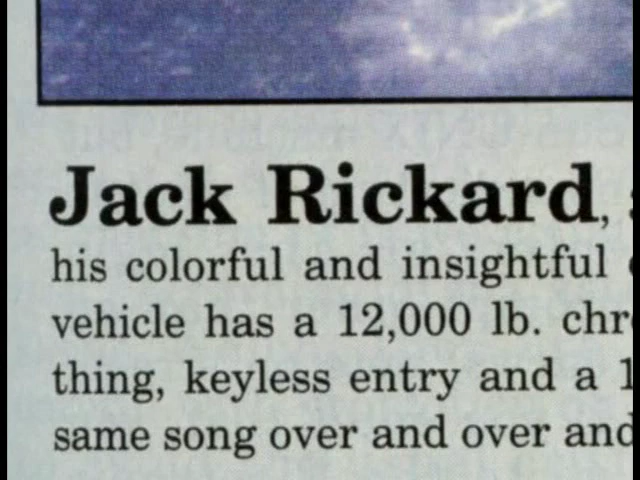 Jack Rickard,
his colorful and insightful
vehicle has a 12,000 lb.
thing, keyless entry and a
same song over and over and